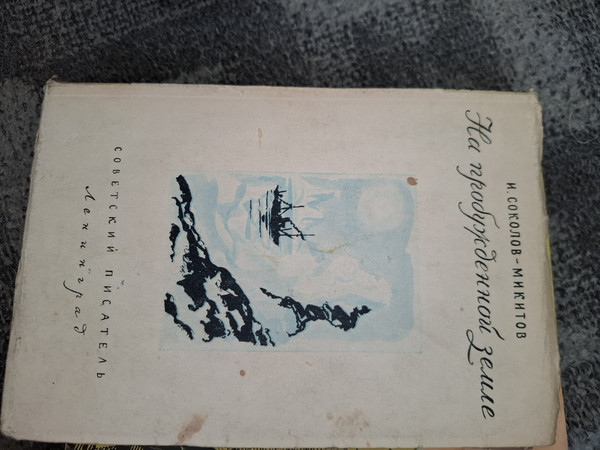 И. СОКОЛОВ-МИКИТОВ
На пробужденной земле
СОВЕТСКИЙ ПИСАТЕЛЬ
Ленинград